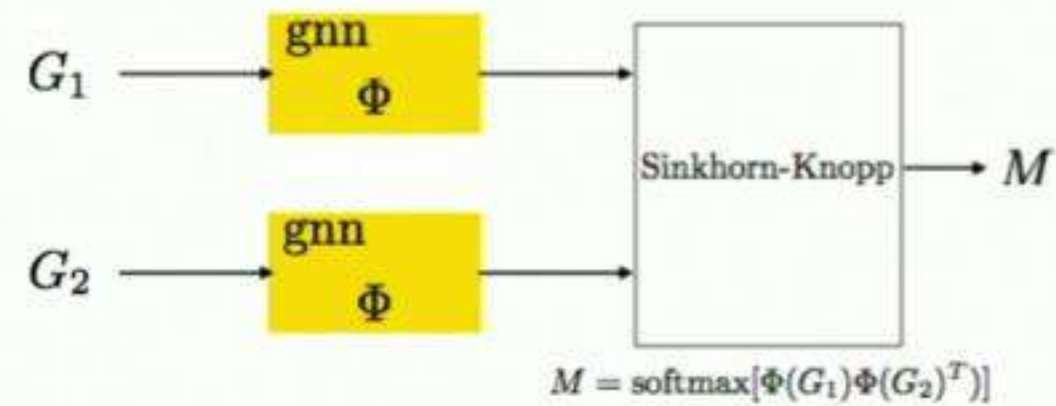 G₁
gnn
Φ
Sinkhorn-Knopp
M
G₂
gnn
Φ
M = softmax[Φ(G₁)Φ(G₂)ᵀ)]